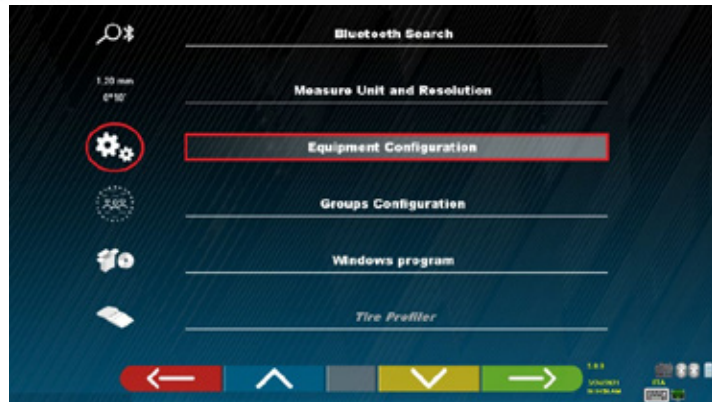 Bluetooth Search
1.20 mm
0°10'
Measure Unit and Resolution
Equipment Configuration
Groups Configuration
Windows program
Tire Profiler
ITA